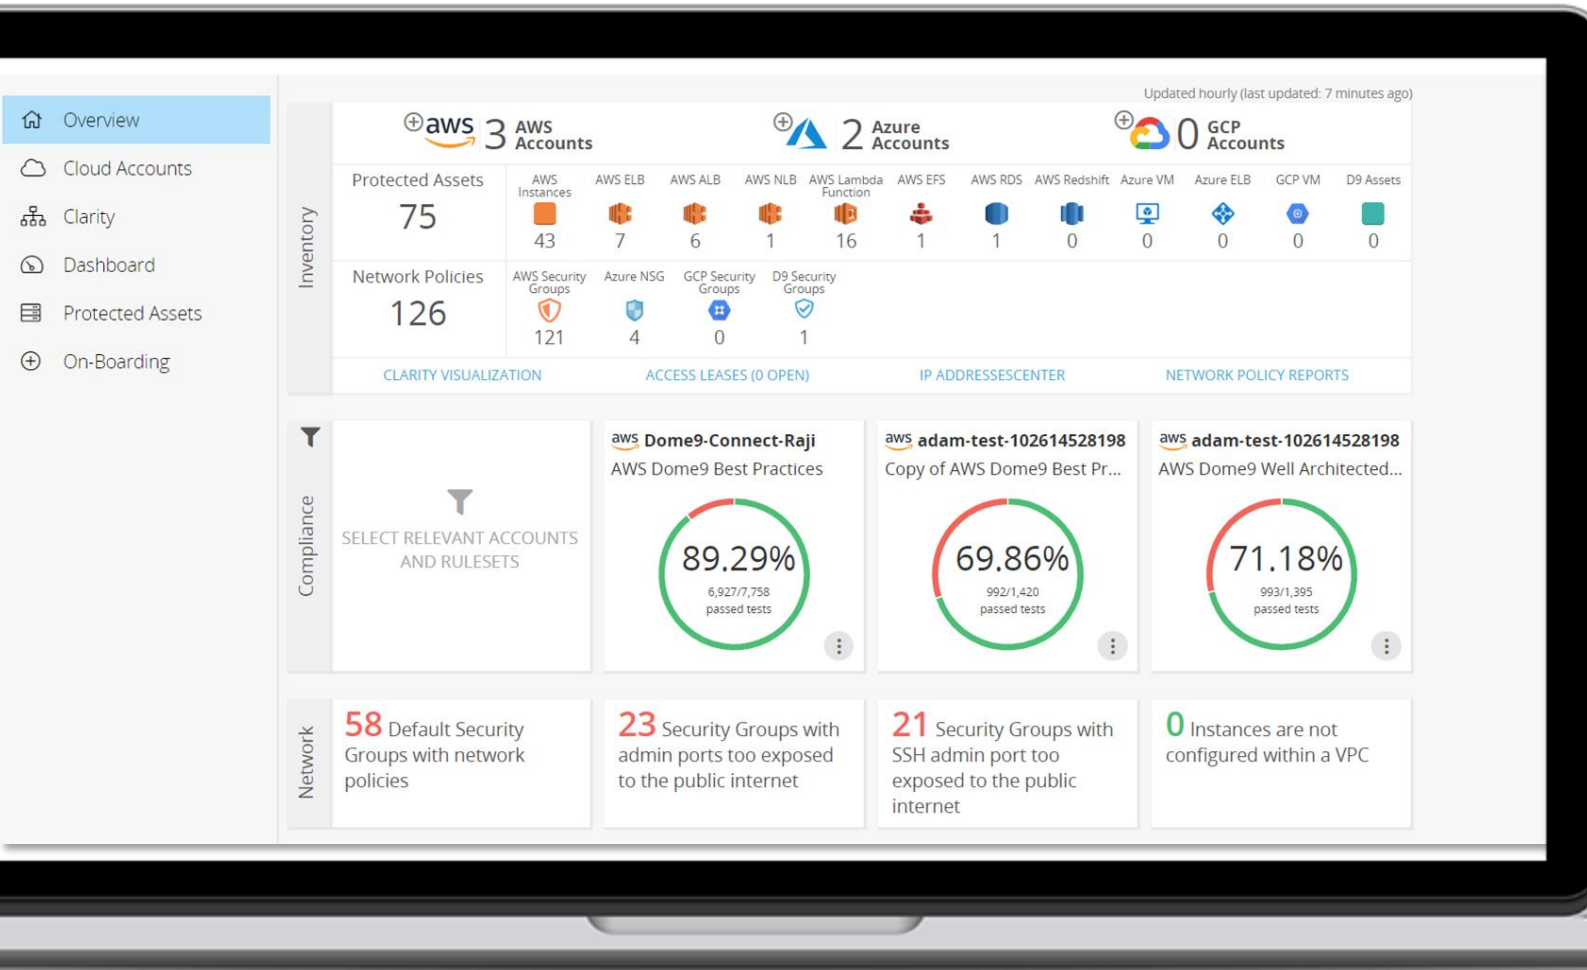 Updated hourly (last updated: 7 minutes ago)
Overview
Cloud Accounts
Clarity
Dashboard
Protected Assets
On-Boarding
Inventory
aws 3 AWS Accounts
2 Azure Accounts
0 GCP Accounts
Protected Assets
75
AWS Instances
43
AWS ELB
7
AWS ALB
6
AWS NLB
1
AWS Lambda Function
16
AWS EFS
1
AWS RDS
1
AWS Redshift
0
Azure VM
0
Azure ELB
0
GCP VM
0
D9 Assets
0
Network Policies
126
AWS Security Groups
121
Azure NSG
4
GCP Security Groups
0
D9 Security Groups
1
CLARITY VISUALIZATION
ACCESS LEASES (0 OPEN)
IP ADDRESSESCENTER
NETWORK POLICY REPORTS
Compliance
SELECT RELEVANT ACCOUNTS
AND RULESETS
aws Dome9-Connect-Raji
AWS Dome9 Best Practices
89.29%
6,927/7,758
passed tests
aws adam-test-102614528198
Copy of AWS Dome9 Best Pr...
69.86%
992/1,420
passed tests
aws adam-test-102614528198
AWS Dome9 Well Architected...
71.18%
993/1,395
passed tests
Network
58 Default Security
Groups with network
policies
23 Security Groups with
admin ports too exposed
to the public internet
21 Security Groups with
SSH admin port too
exposed to the public
internet
0 Instances are not
configured within a VPC